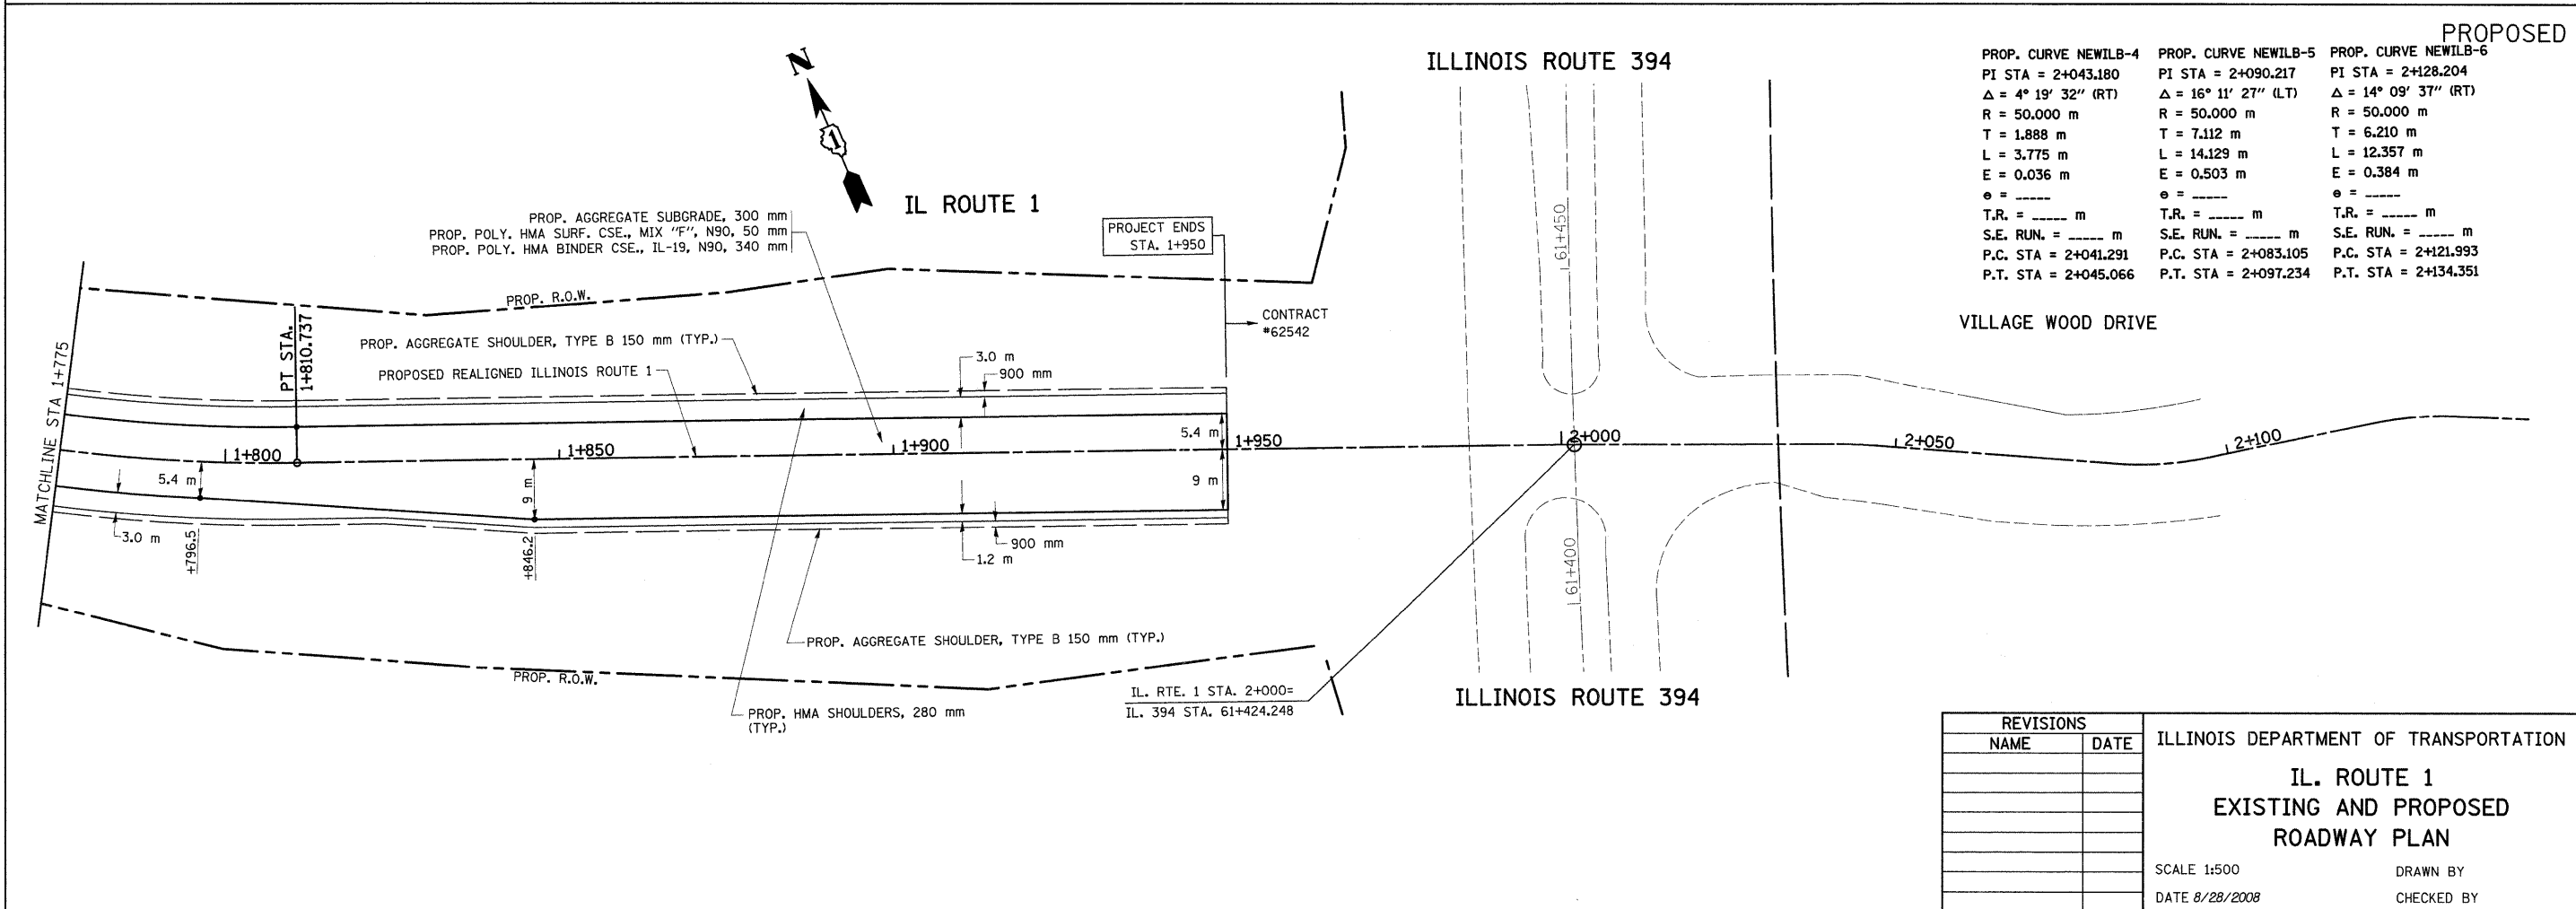 PROPOSED
ILLINOIS ROUTE 394
PROP. CURVE NEWILB-4
PI STA = 2+043.180
Δ = 4° 19' 32" (RT)
R = 50.000 m
T = 1.888 m
L = 3.775 m
E = 0.036 m
e = _____
T.R. = _____ m
S.E. RUN. = _____ m
P.C. STA = 2+041.291
P.T. STA = 2+045.066
PROP. CURVE NEWILB-5
PI STA = 2+090.217
Δ = 16° 11' 27" (LT)
R = 50.000 m
T = 7.112 m
L = 14.129 m
E = 0.503 m
e = _____
T.R. = _____ m
S.E. RUN. = _____ m
P.C. STA = 2+083.105
P.T. STA = 2+097.234
PROP. CURVE NEWILB-6
PI STA = 2+128.204
Δ = 14° 09' 37" (RT)
R = 50.000 m
T = 6.210 m
L = 12.357 m
E = 0.384 m
e = _____
T.R. = _____ m
S.E. RUN. = _____ m
P.C. STA = 2+121.993
P.T. STA = 2+134.351
N
1
IL ROUTE 1
PROP. AGGREGATE SUBGRADE, 300 mm
PROP. POLY. HMA SURF. CSE., MIX "F", N90, 50 mm
PROP. POLY. HMA BINDER CSE., IL-19, N90, 340 mm
PROJECT ENDS
STA. 1+950
61+450
PROP. R.O.W.
CONTRACT
#62542
VILLAGE WOOD DRIVE
MATCHLINE STA 1+775
PT STA.
1+810.737
PROP. AGGREGATE SHOULDER, TYPE B 150 mm (TYP.)
PROPOSED REALIGNED ILLINOIS ROUTE 1
3.0 m
900 mm
1+800
1+850
1+900
5.4 m
1+950
2+000
2+050
2+100
5.4 m
9 m
9 m
3.0 m
+796.5
+846.2
900 mm
1.2 m
61+400
PROP. AGGREGATE SHOULDER, TYPE B 150 mm (TYP.)
PROP. R.O.W.
PROP. HMA SHOULDERS, 280 mm
(TYP.)
IL. RTE. 1 STA. 2+000=
IL. 394 STA. 61+424.248
ILLINOIS ROUTE 394
REVISIONS
NAME DATE
ILLINOIS DEPARTMENT OF TRANSPORTATION
IL. ROUTE 1
EXISTING AND PROPOSED
ROADWAY PLAN
SCALE 1:500
DRAWN BY
DATE 8/28/2008
CHECKED BY